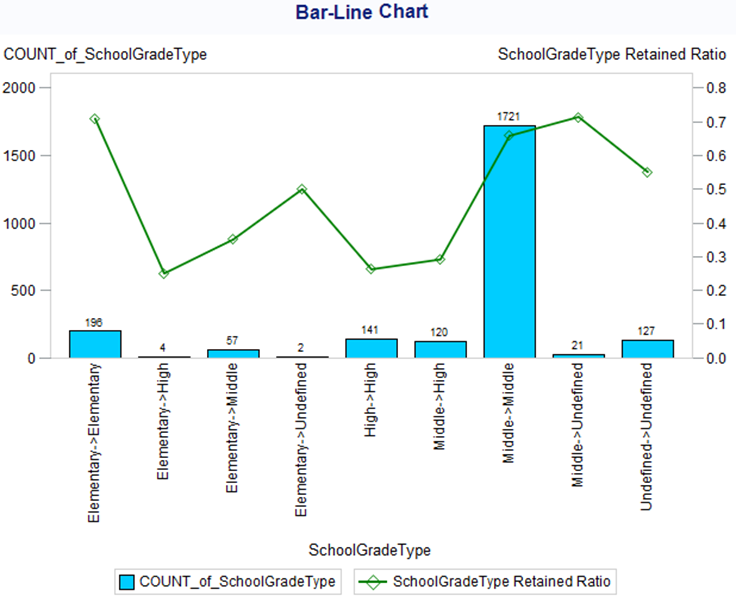 Bar-Line Chart
COUNT_of_SchoolGradeType
SchoolGradeType Retained Ratio
2000
1500
1000
500
0
0.8
0.7
0.6
0.5
0.4
0.3
0.2
0.1
0.0
196
4
57
2
141
120
1721
21
127
Elementary->Elementary
Elementary->High
Elementary->Middle
Elementary->Undefined
High->High
Middle->High
Middle->Middle
Middle->Undefined
Undefined->Undefined
SchoolGradeType
COUNT_of_SchoolGradeType
SchoolGradeType Retained Ratio